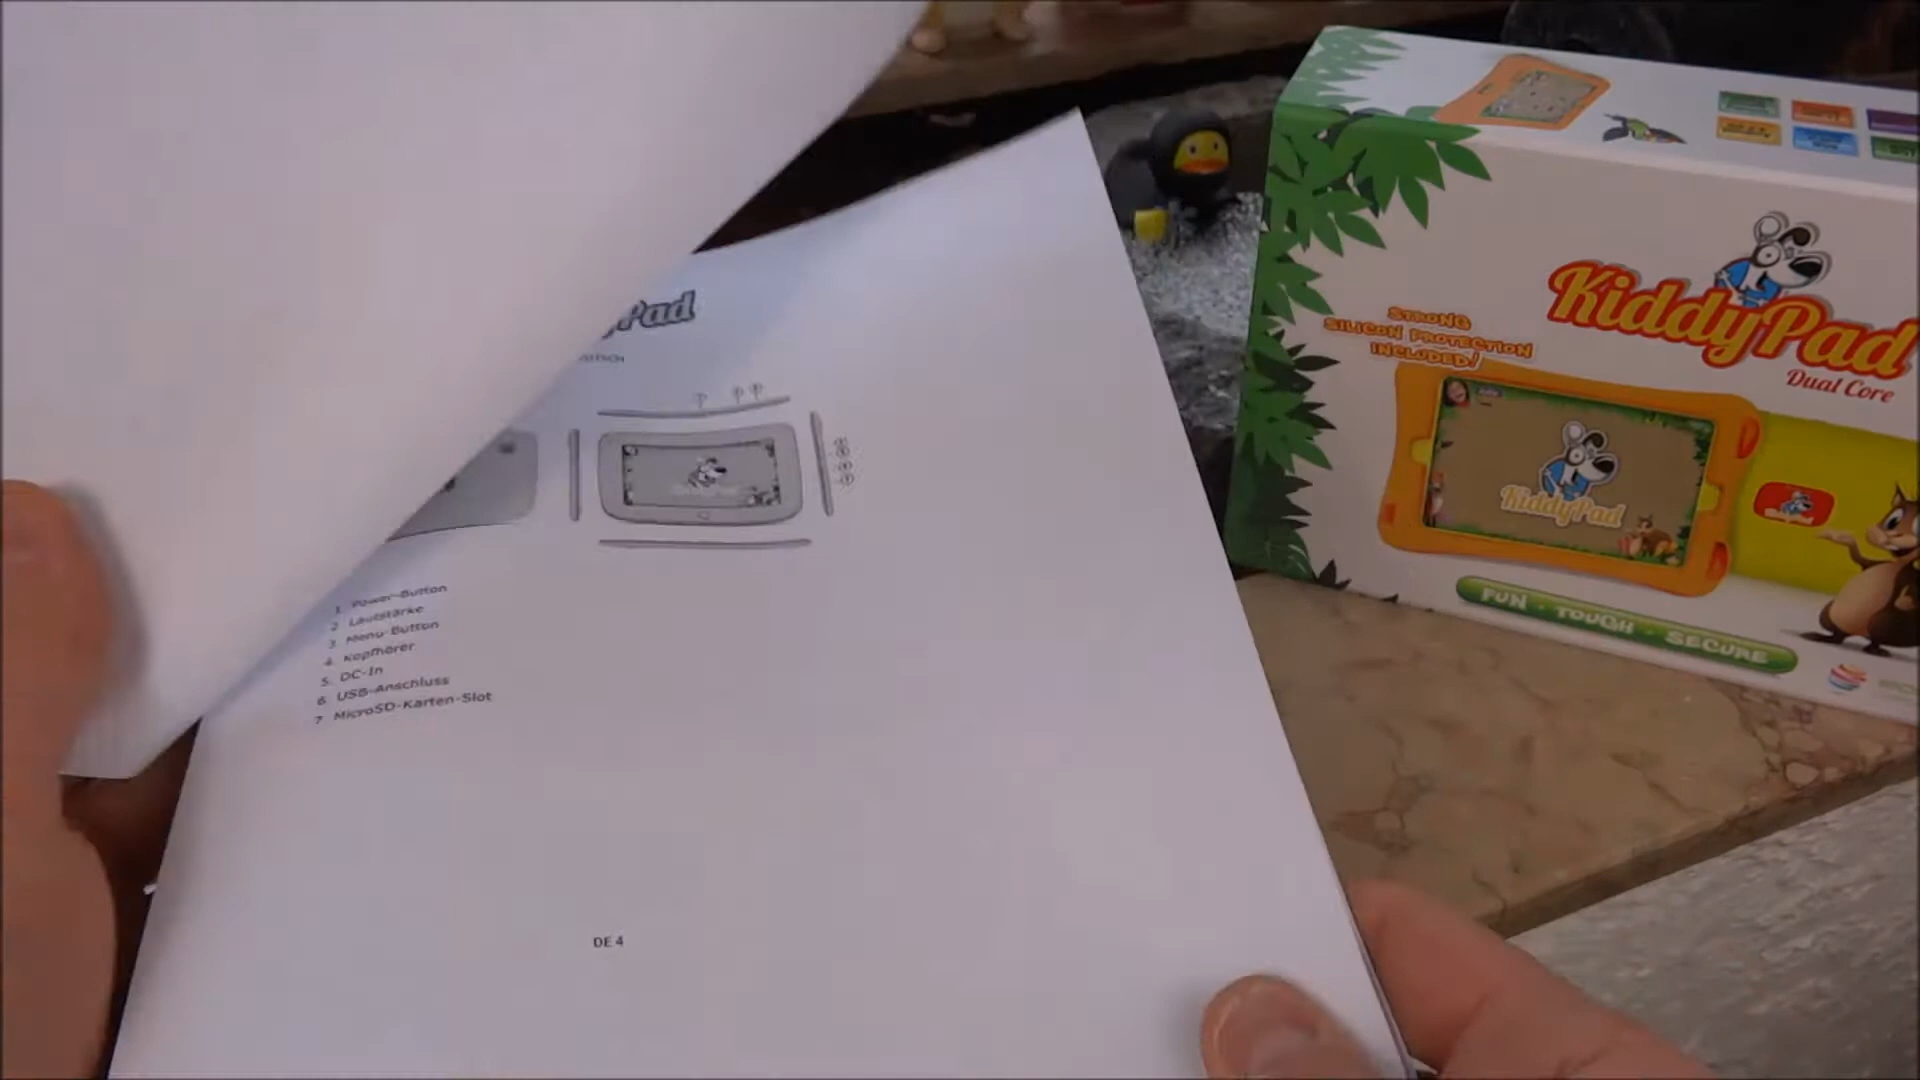 Pad
1 Power-Button
2 Lautstärke
3 Menu-Button
4 Kopfhörer
5 DC-In
6 USB-Anschluss
7 MicroSD-Karten-Slot
DE 4
KiddyPad
Dual Core
STRONG
SILICON PROTECTION
INCLUDED!
KiddyPad
FUN · TOUGH · SECURE